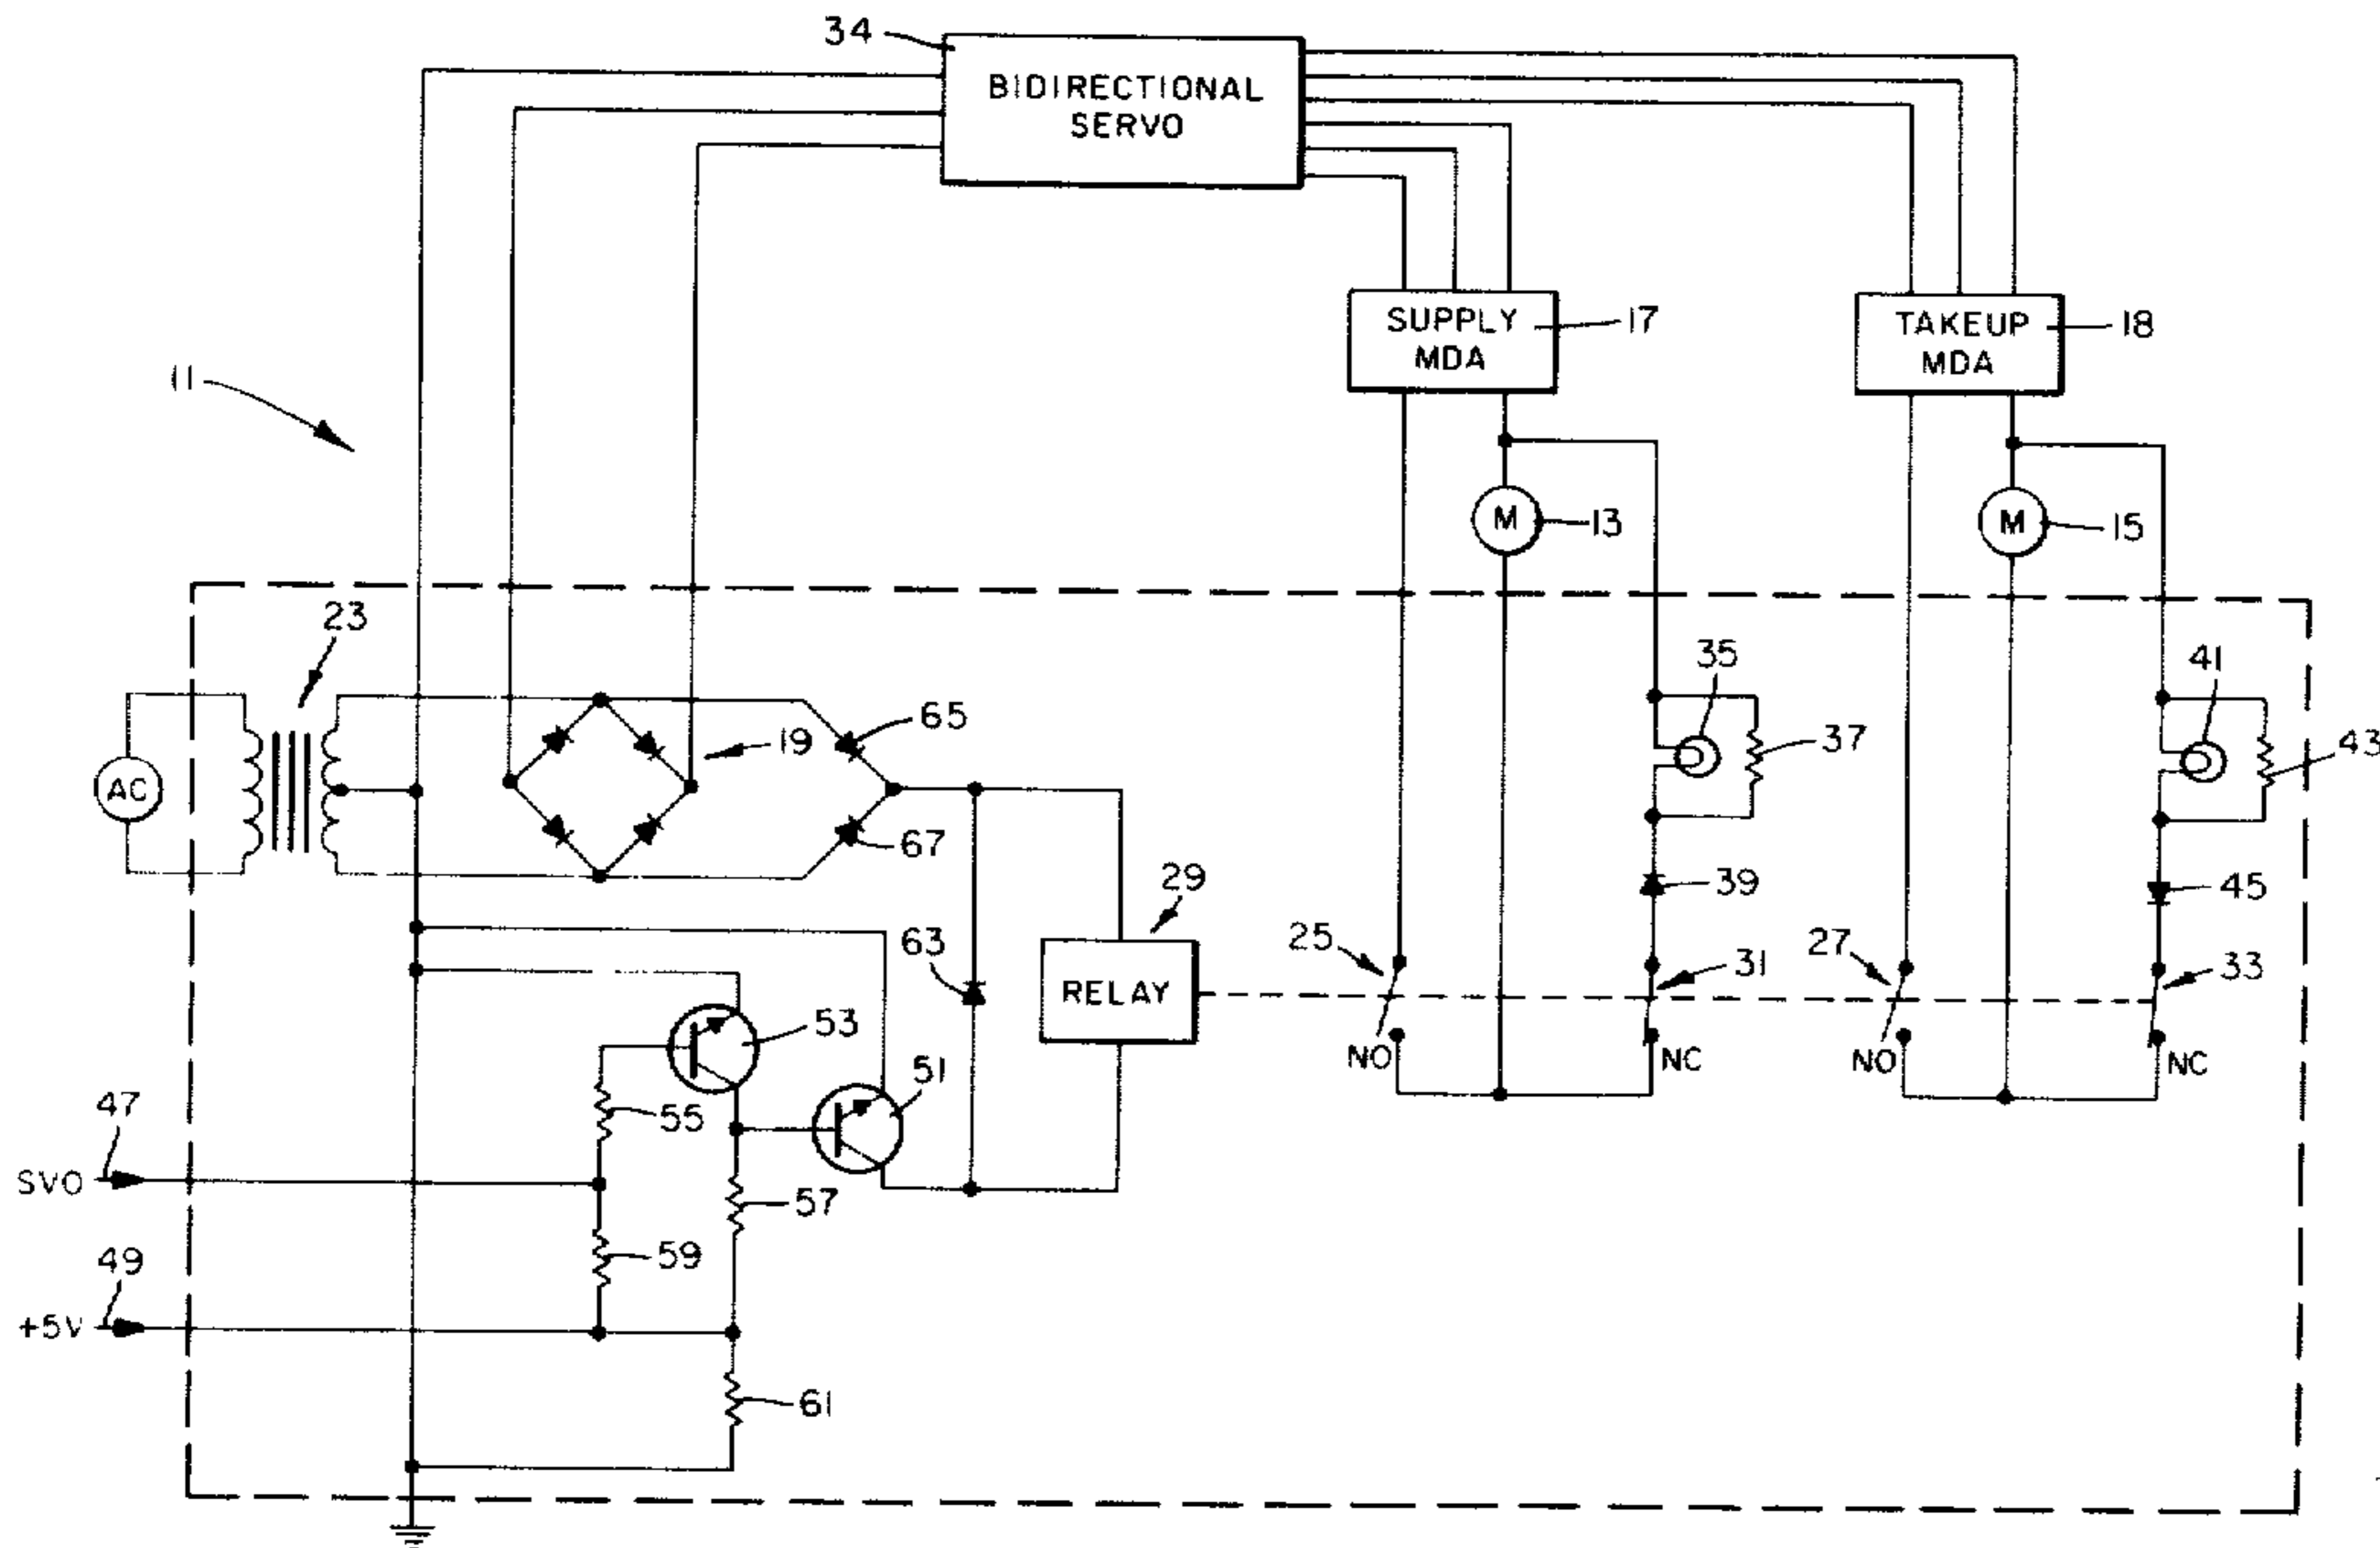 34
BIDIRECTIONAL
SERVO
SUPPLY
MDA
17
TAKEUP
MDA
18
11
M
13
M
15
23
35
41
65
19
37
43
AC
67
29
39
45
63
25
31
27
33
RELAY
53
NO
NC
NO
NC
51
47
55
SVO
57
49
59
+5V
61